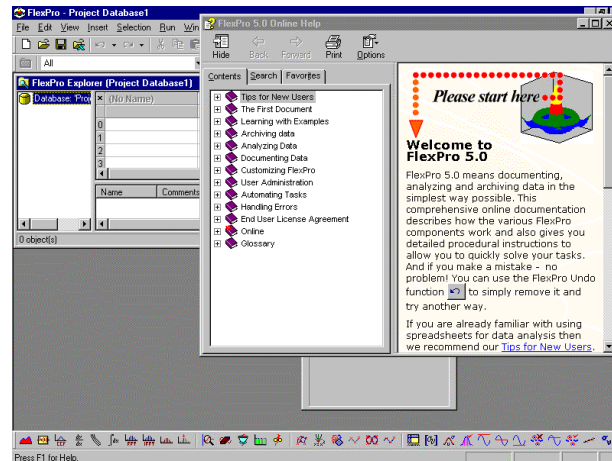 FlexPro - Project Database1
File Edit View Insert Selection Run Win
All
FlexPro Explorer (Project Database1)
Database: 'Proj
(No Name)
0
1
2
3
Name Comments
0 object(s)
FlexPro 5.0 Online Help
Hide Back Forward Print Options
Contents Search Favorites
Tips for New Users
The First Document
Learning with Examples
Archiving data
Analyzing Data
Documenting Data
Customizing FlexPro
User Administration
Automating Tasks
Handling Errors
End User License Agreement
Online
Glossary
Please start here
Welcome to
FlexPro 5.0
FlexPro 5.0 means documenting,
analyzing and archiving data in the
simplest way possible. This
comprehensive online documentation
describes how the various FlexPro
components work and also gives you
detailed procedural instructions to
allow you to quickly solve your tasks.
And if you make a mistake - no
problem! You can use the FlexPro Undo
function to simply remove it and
try another way.
If you are already familiar with using
spreadsheets for data analysis then
we recommend our Tips for New Users.
Press F1 for Help.